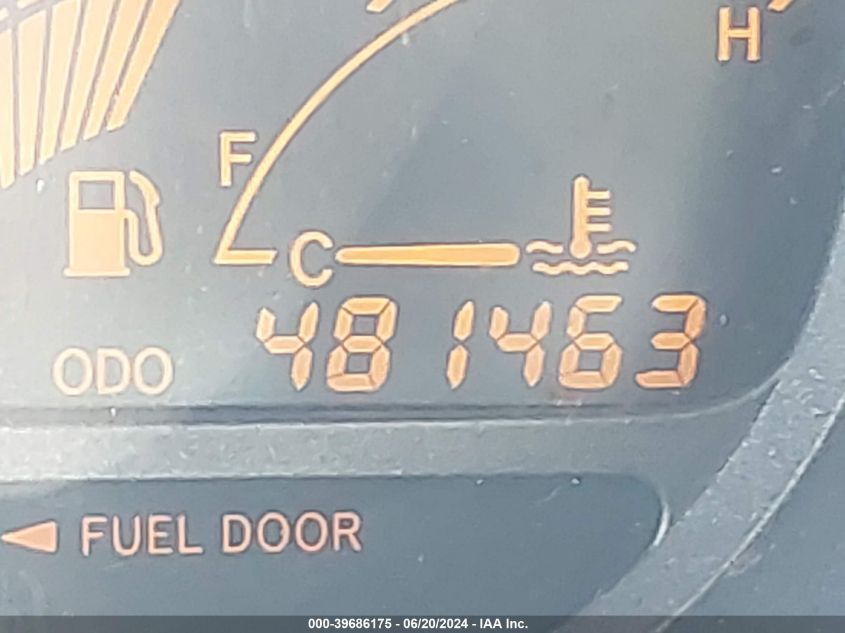 H
F
C
ODO 481463
FUEL DOOR
000-39686175 - 06/20/2024 - IAA Inc.